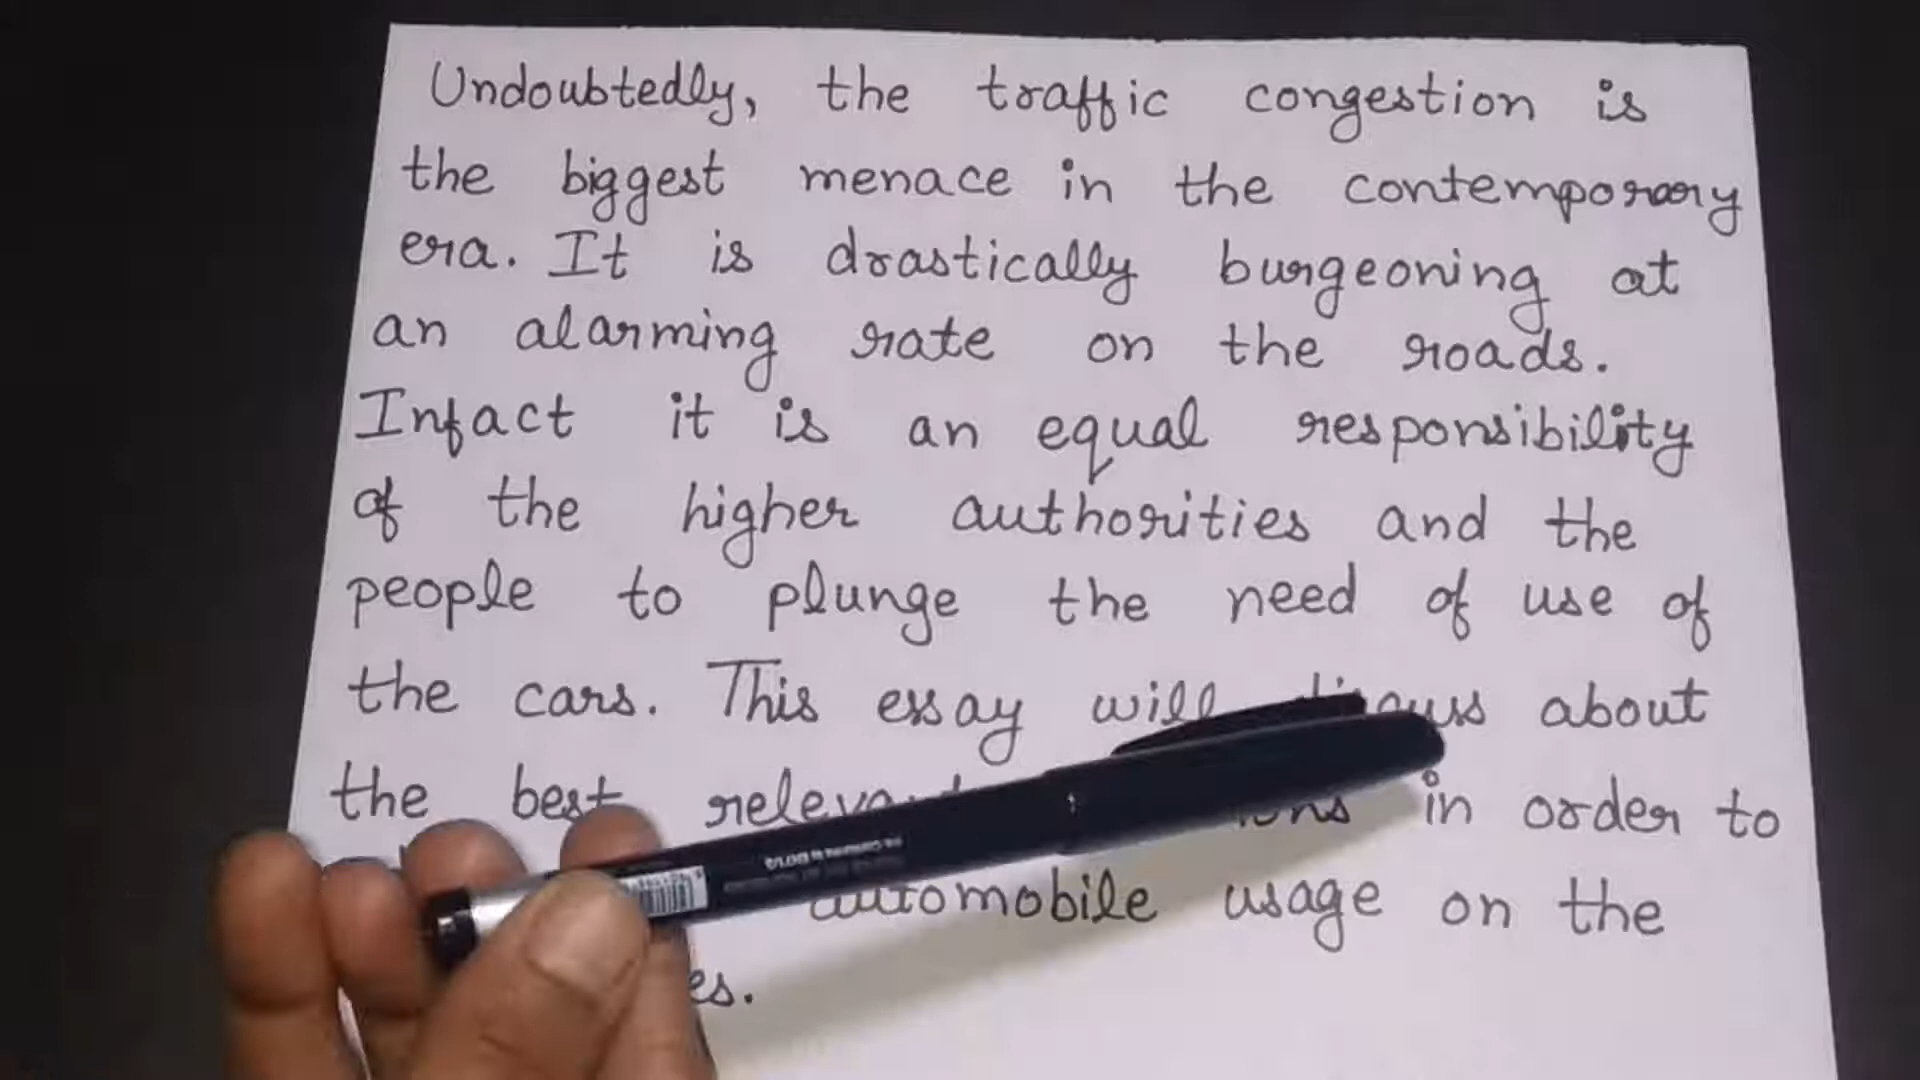 Undoubtedly, the traffic congestion is
the biggest menace in the contemporary
era. It is drastically burgeoning at
an alarming rate on the roads.
Infact it is an equal responsibility
of the higher authorities and the
people to plunge the need of use of
the cars. This essay will discuss about
the best in order to
automobile usage on the